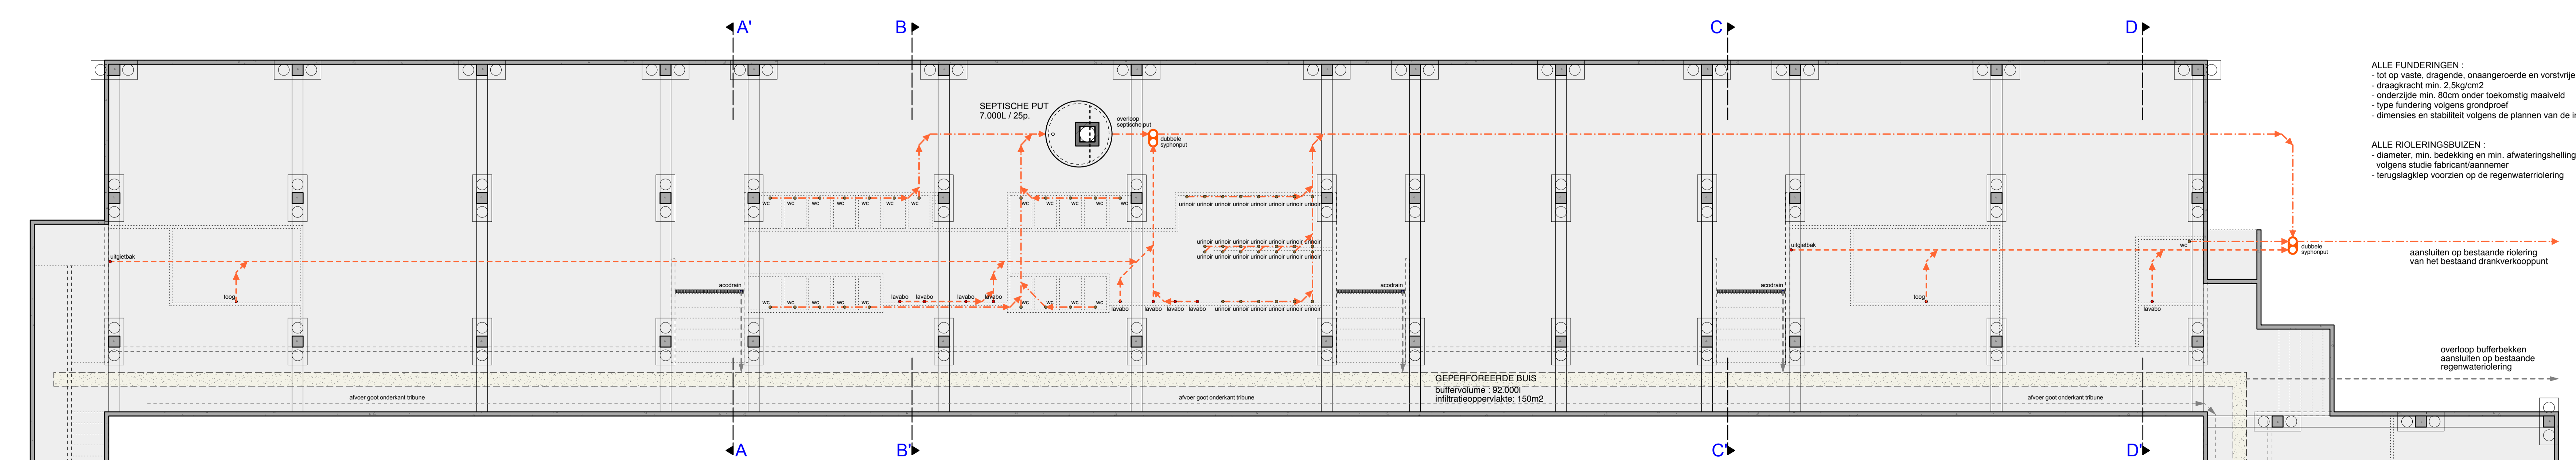 A' B C D
ALLE FUNDERINGEN :
- tot op vaste, dragende, onaangeroerde en vorstvrije
- draagkracht min. 2,5kg/cm2
- onderzijde min. 80cm onder toekomstig maaiveld
- type fundering volgens grondproef
- dimensies en stabiliteit volgens de plannen van de
SEPTISCHE PUT
7.000L / 25p.
overloop
septischeput
dubbele
syphonput
ALLE RIOLERINGSBUIZEN :
- diameter, min. bedekking en min. afwateringshelling
volgens studie fabricant/aannemer
- terugslagklep voorzien op de regenwaterriolering
wc wc wc wc wc wc wc
wc wc wc wc wc
urinoir urinoir urinoir urinoir urinoir urinoir urinoir urinoir
urinoir urinoir urinoir urinoir urinoir urinoir urinoir
urinoir urinoir urinoir urinoir urinoir urinoir urinoir
uitgietbak
uitgietbak
wc
dubbele
syphonput
aansluiten op bestaande riolering
van het bestaand drankverkooppunt
acodrain
acodrain
acodrain
toog
wc wc wc wc wc
lavabo lavabo lavabo lavabo
wc wc wc wc
lavabo lavabo lavabo lavabo
urinoir urinoir urinoir urinoir urinoir urinoir
toog
lavabo
overloop bufferbekken
aansluiten op bestaande
regenwateriolering
GEPERFOREERDE BUIS
buffervolume : 92.000l
infiltratieoppervlakte: 150m2
afvoer goot onderkant tribune
afvoer goot onderkant tribune
afvoer goot onderkant tribune
A B' C' D'